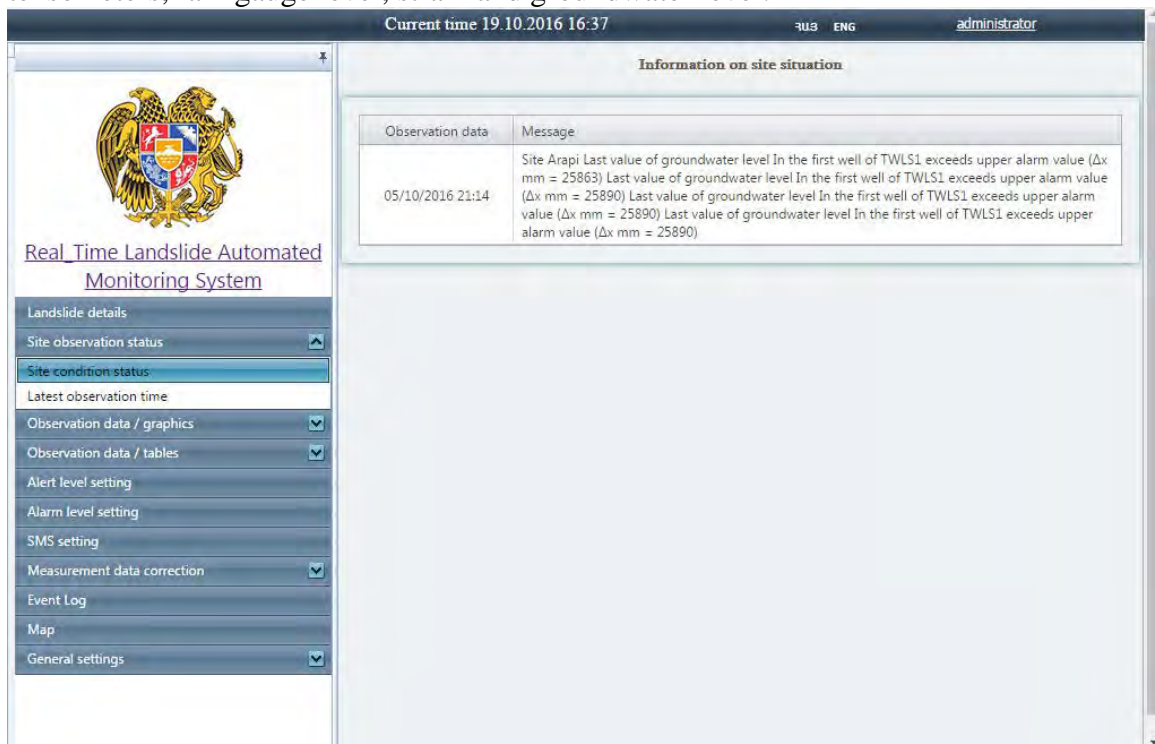 Current time 19.10.2016 16:37
ՀԱՅ ENG
administrator
Information on site situation
Observation data Message
05/10/2016 21:14
Site Arapi Last value of groundwater level In the first well of TWLS1 exceeds upper alarm value (Δx
mm = 25863) Last value of groundwater level In the first well of TWLS1 exceeds upper alarm value
(Δx mm = 25890) Last value of groundwater level In the first well of TWLS1 exceeds upper alarm
value (Δx mm = 25890) Last value of groundwater level In the first well of TWLS1 exceeds upper
alarm value (Δx mm = 25890)
Real_Time Landslide Automated
Monitoring System
Landslide details
Site observation status
Site condition status
Latest observation time
Observation data / graphics
Observation data / tables
Alert level setting
Alarm level setting
SMS setting
Measurement data correction
Event Log
Map
General settings